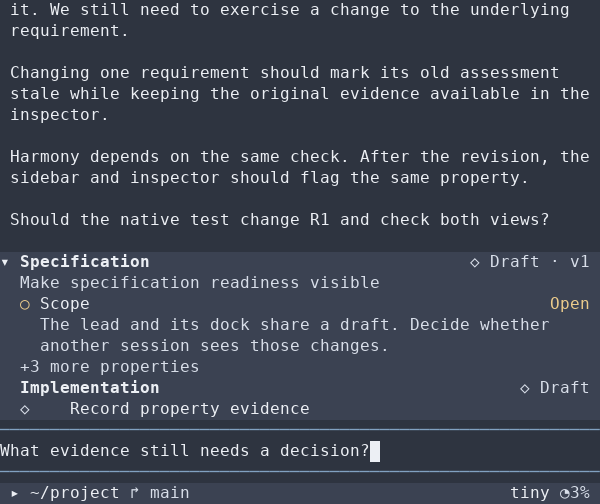 it. We still need to exercise a change to the underlying
requirement.
Changing one requirement should mark its old assessment
stale while keeping the original evidence available in the
inspector.
Harmony depends on the same check. After the revision, the
sidebar and inspector should flag the same property.
Should the native test change R1 and check both views?
▾ Specification ◇ Draft · v1
Make specification readiness visible
○ Scope Open
The lead and its dock share a draft. Decide whether
another session sees those changes.
+3 more properties
Implementation ◇ Draft
◇ Record property evidence
What evidence still needs a decision?
▸ ~/project ↱ main tiny ◔3%